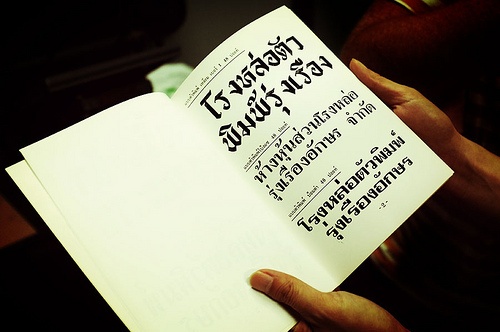 โรงหล่อตัว
พิมพ์รุ่งเรือง
ห้างหุ้นส่วนโรงหล่อ
รุ่งเรืองอักษร จำกัด
โรงหล่อตัวพิมพ์
รุ่งเรืองอักษร
-2-